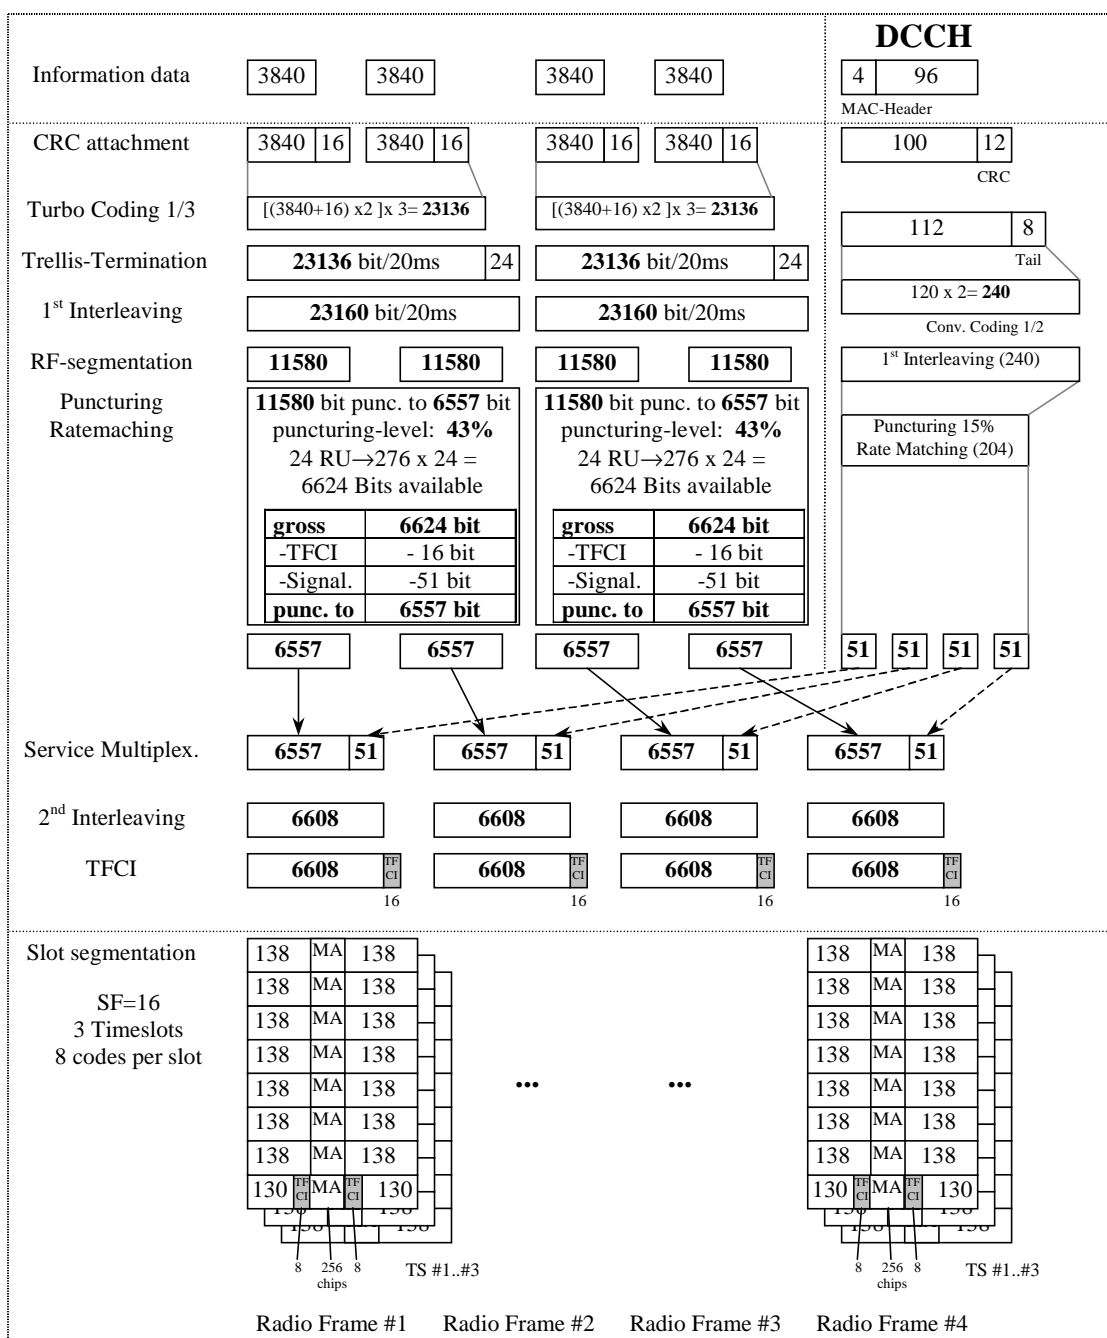 DCCH
Information data 3840 3840 3840 3840 4 96
MAC-Header
CRC attachment 3840 16 3840 16 3840 16 3840 16 100 12
CRC
Turbo Coding 1/3 [(3840+16) x2 ]x 3= 23136 [(3840+16) x2 ]x 3= 23136
112 8
Tail
Trellis-Termination 23136 bit/20ms 24 23136 bit/20ms 24
120 x 2= 240
1st Interleaving 23160 bit/20ms 23160 bit/20ms
Conv. Coding 1/2
RF-segmentation 11580 11580 11580 11580 1st Interleaving (240)
Puncturing 11580 bit punc. to 6557 bit 11580 bit punc. to 6557 bit
Ratemaching puncturing-level: 43% puncturing-level: 43% Puncturing 15%
24 RU→276 x 24 = 24 RU→276 x 24 = Rate Matching (204)
6624 Bits available 6624 Bits available
gross 6624 bit gross 6624 bit
-TFCI - 16 bit -TFCI - 16 bit
-Signal. -51 bit -Signal. -51 bit
punc. to 6557 bit punc. to 6557 bit
6557 6557 6557 6557 51 51 51 51
Service Multiplex. 6557 51 6557 51 6557 51 6557 51
2nd Interleaving 6608 6608 6608 6608
TFCI 6608 TF CI 6608 TF CI 6608 TF CI 6608 TF CI
16 16 16 16
Slot segmentation 138 MA 138 138 MA 138
138 MA 138 138 MA 138
SF=16
3 Timeslots 138 MA 138 138 MA 138
8 codes per slot 138 MA 138 138 MA 138
138 MA 138 ... ... 138 MA 138
138 MA 138 138 MA 138
138 MA 138 138 MA 138
130 TF CI MA TF CI 130 130 TF CI MA TF CI 130
138 138 138 138
138 138 138 138
8 256 8 TS #1..#3 8 256 8 TS #1..#3
chips chips
Radio Frame #1 Radio Frame #2 Radio Frame #3 Radio Frame #4